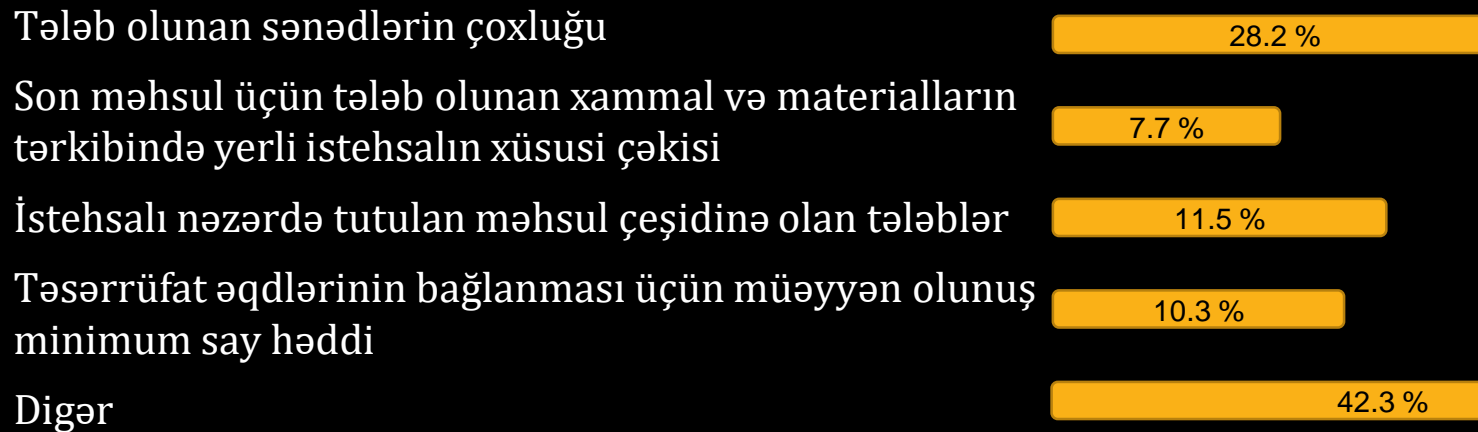 Tələb olunan sənədlərin çoxluğu
28.2 %
Son məhsul üçün tələb olunan xammal və materialların
tərkibində yerli istehsalın xüsusi çəkisi
7.7 %
İstehsalı nəzərdə tutulan məhsul çeşidinə olan tələblər
11.5 %
Təsərrüfat əqdlərinin bağlanması üçün müəyyən olunuş
minimum say həddi
10.3 %
Digər
42.3 %